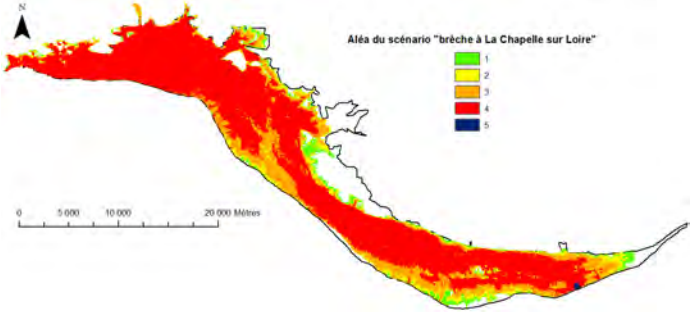 N
Aléa du scénario "brèche à La Chapelle sur Loire"
1
2
3
4
5
0 5 000 10 000 20 000 Mètres